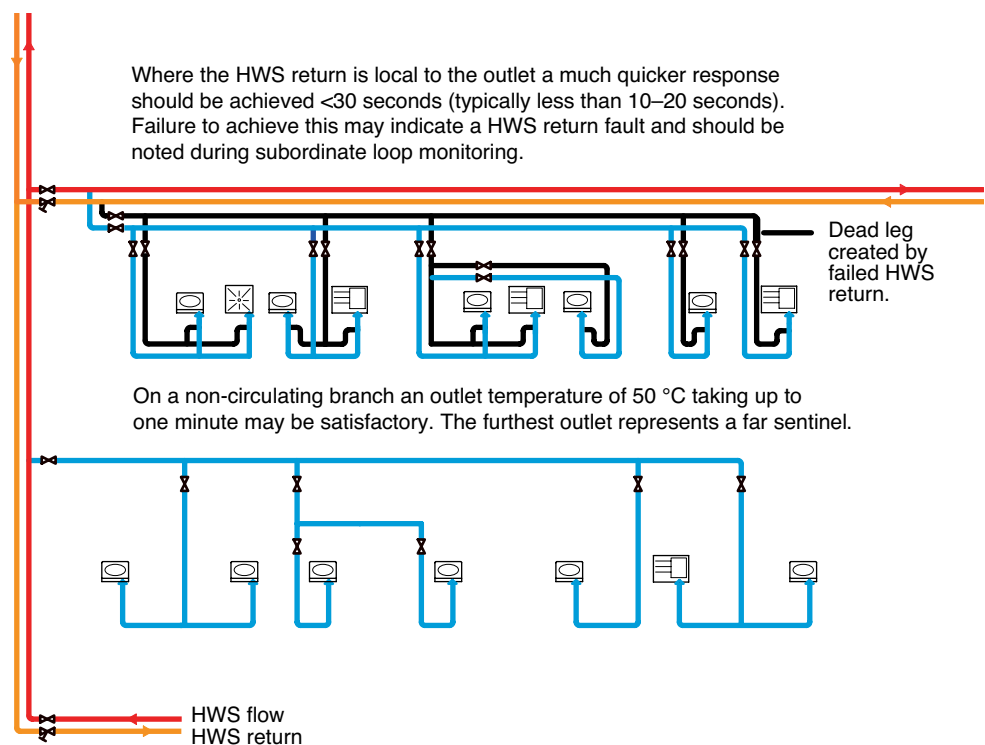 Where the HWS return is local to the outlet a much quicker response
should be achieved <30 seconds (typically less than 10–20 seconds).
Failure to achieve this may indicate a HWS return fault and should be
noted during subordinate loop monitoring.
Dead leg
created by
failed HWS
return.
On a non-circulating branch an outlet temperature of 50 °C taking up to
one minute may be satisfactory. The furthest outlet represents a far sentinel.
HWS flow
HWS return